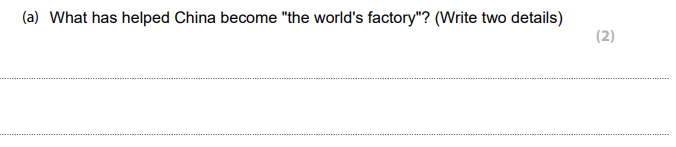 (a) What has helped China become "the world's factory"? (Write two details)
(2)